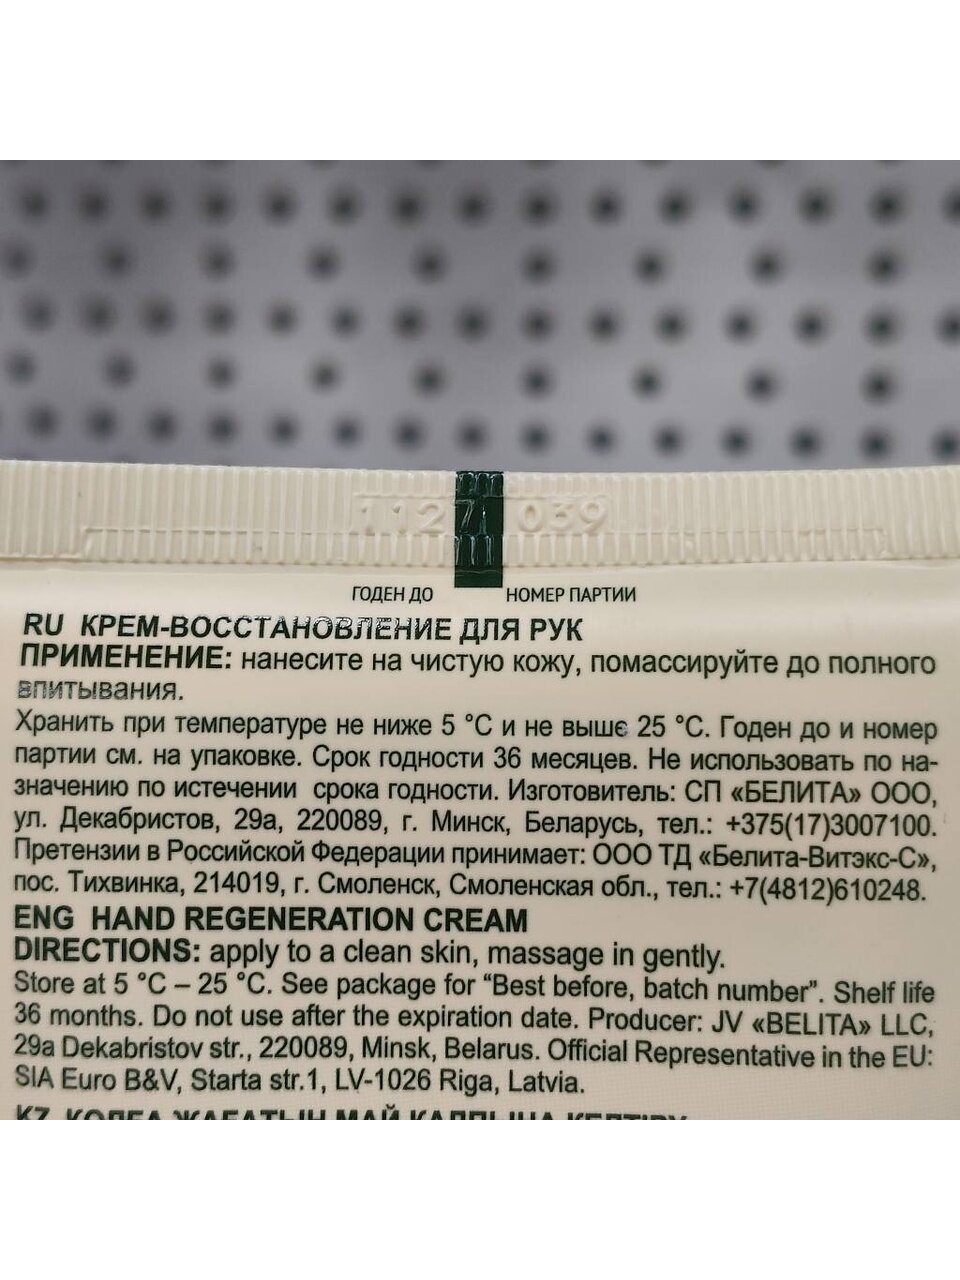 1127 039
ГОДЕН ДО НОМЕР ПАРТИИ
RU КРЕМ-ВОССТАНОВЛЕНИЕ ДЛЯ РУК
ПРИМЕНЕНИЕ: нанесите на чистую кожу, помассируйте до полного
впитывания.
Хранить при температуре не ниже 5 °C и не выше 25 °C. Годен до и номер
партии см. на упаковке. Срок годности 36 месяцев. Не использовать по на-
значению по истечении срока годности. Изготовитель: СП «БЕЛИТА» ООО,
ул. Декабристов, 29а, 220089, г. Минск, Беларусь, тел.: +375(17)3007100.
Претензии в Российской Федерации принимает: ООО ТД «Белита-Витэкс-С»,
пос. Тихвинка, 214019, г. Смоленск, Смоленская обл., тел.: +7(4812)610248.
ENG HAND REGENERATION CREAM
DIRECTIONS: apply to a clean skin, massage in gently.
Store at 5 °C – 25 °C. See package for “Best before, batch number”. Shelf life
36 months. Do not use after the expiration date. Producer: JV «BELITA» LLC,
29a Dekabristov str., 220089, Minsk, Belarus. Official Representative in the EU:
SIA Euro B&V, Starta str.1, LV-1026 Riga, Latvia.
KZ ҚОЛҒА ЖАҒАТЫН МАЙ ҚАЛПЫНА КЕЛТІРУ